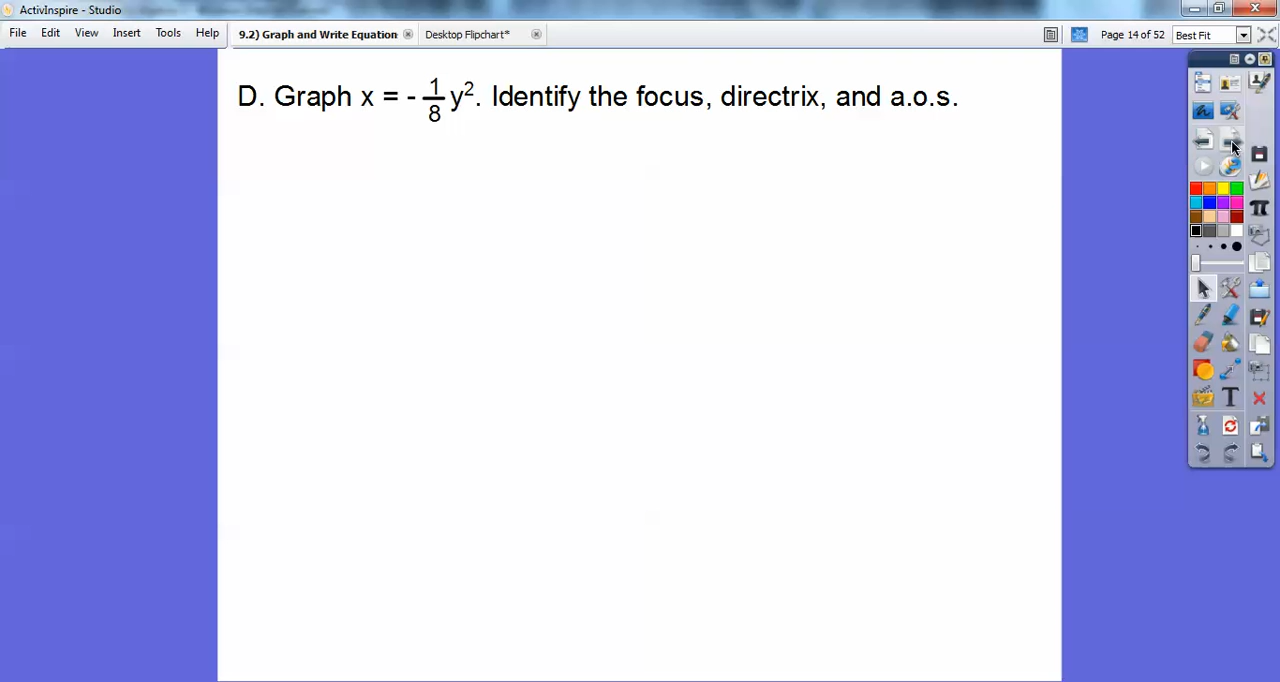 ActivInspire - Studio
File Edit View Insert Tools Help 9.2) Graph and Write Equation Desktop Flipchart* Page 14 of 52 Best Fit
D. Graph x = - 1/8 y². Identify the focus, directrix, and a.o.s.